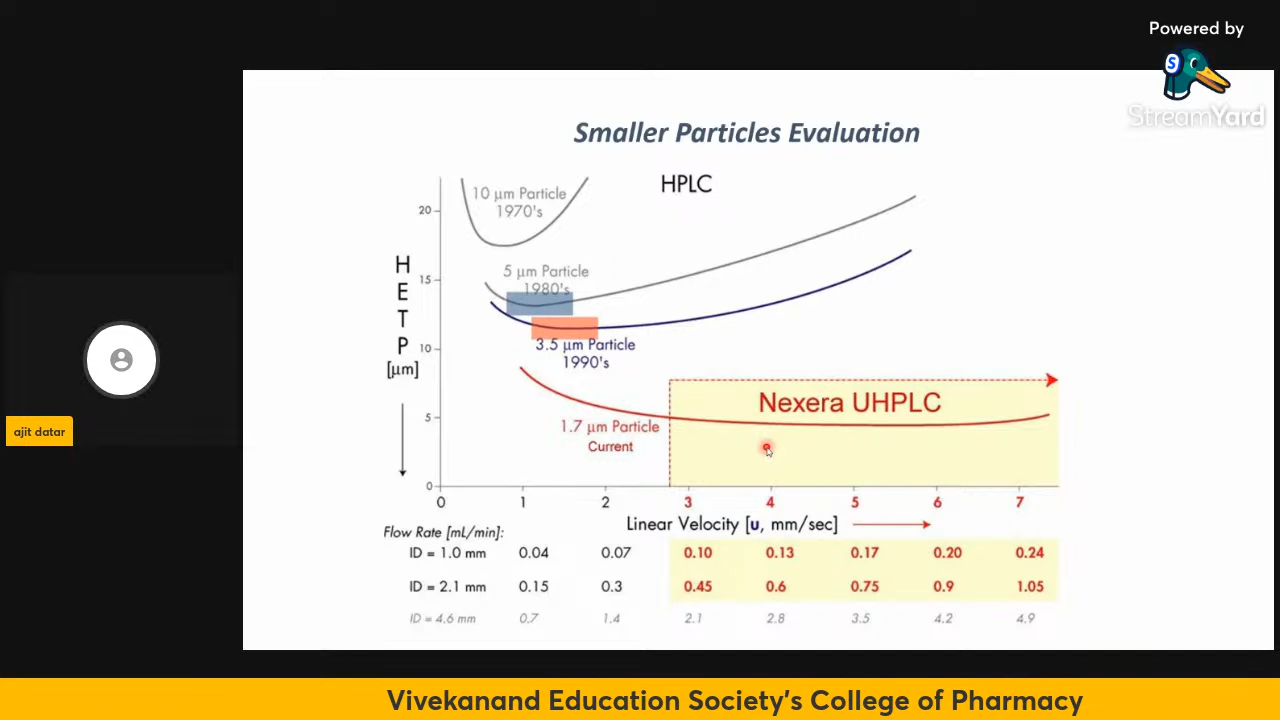 Powered by
S
StreamYard
Smaller Particles Evaluation
HPLC
10 µm Particle
1970's
20
5 µm Particle
1980's
15
HETP
[µm]
3.5 µm Particle
1990's
10
Nexera UHPLC
5
1.7 µm Particle
Current
0
0 1 2 3 4 5 6 7
Linear Velocity [u, mm/sec]
Flow Rate [mL/min]:
ID = 1.0 mm 0.04 0.07 0.10 0.13 0.17 0.20 0.24
ID = 2.1 mm 0.15 0.3 0.45 0.6 0.75 0.9 1.05
ID = 4.6 mm 0.7 1.4 2.1 2.8 3.5 4.2 4.9
ajit datar
Vivekanand Education Society's College of Pharmacy